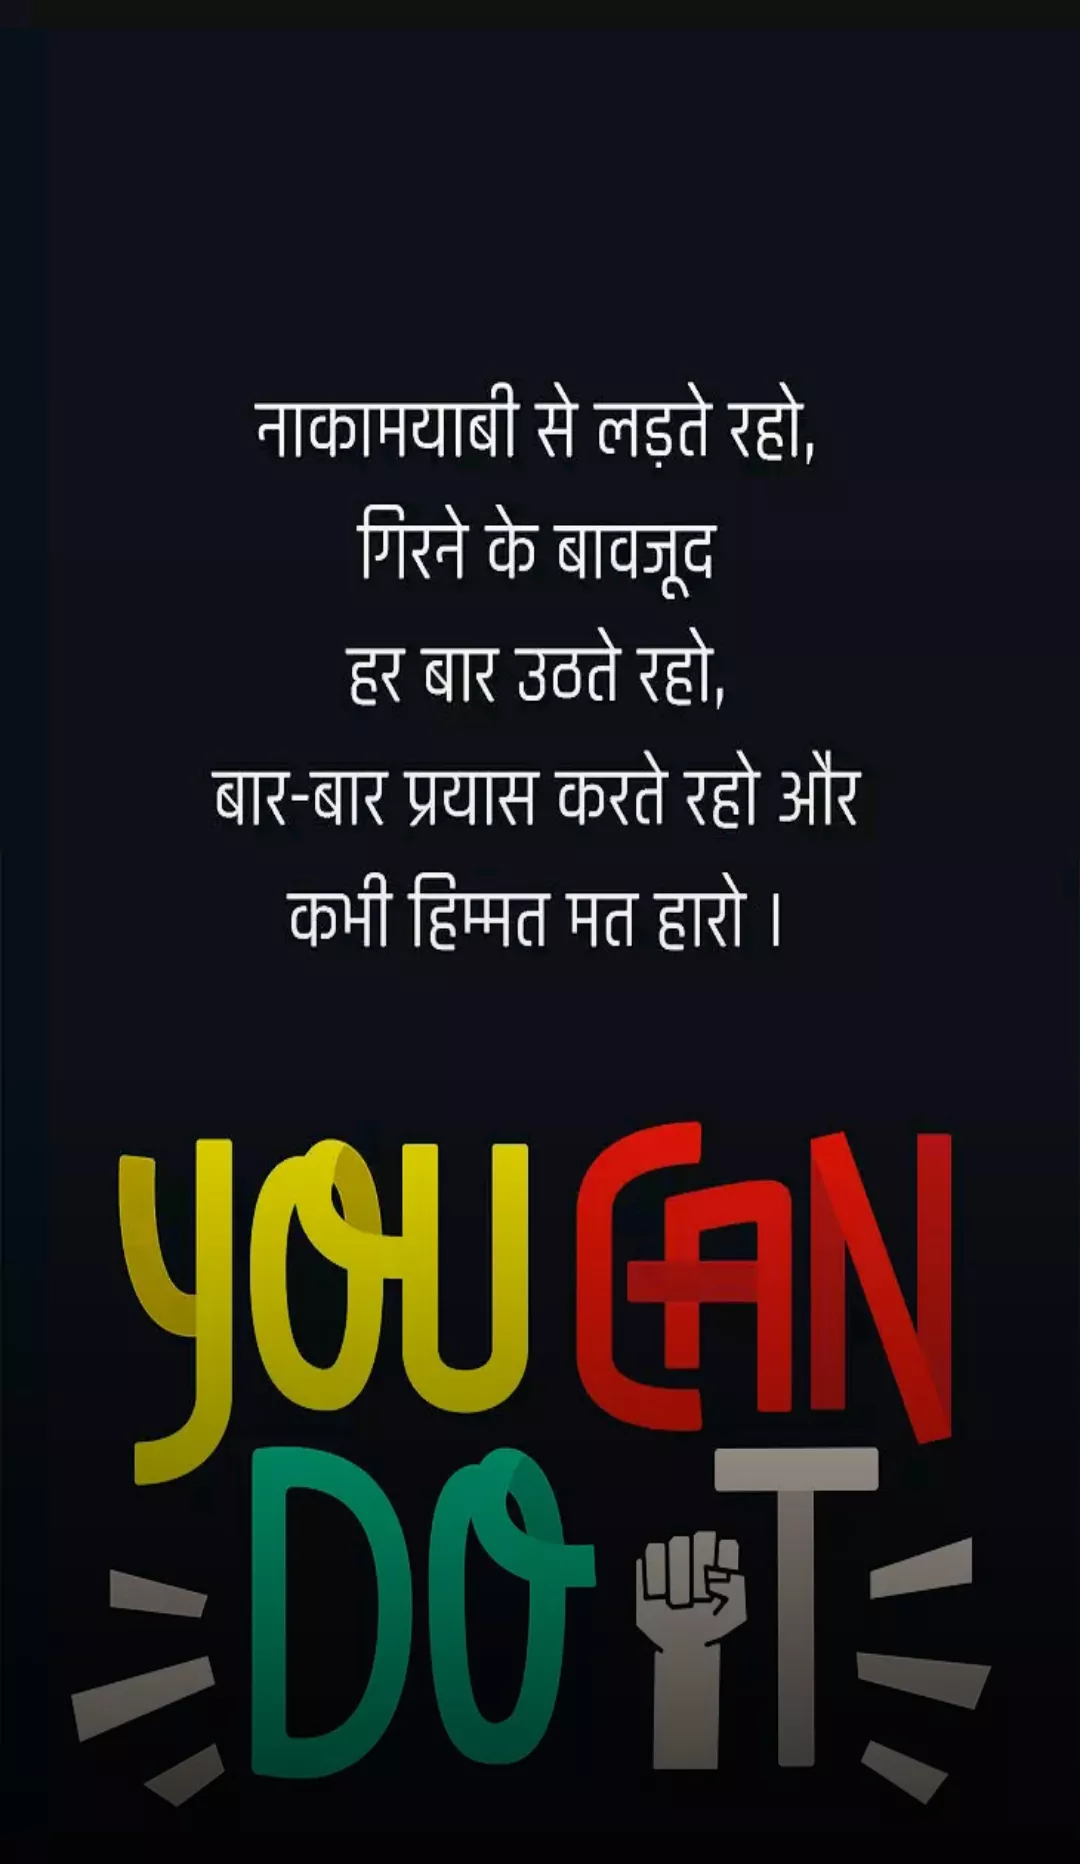 नाकामयाबी से लड़ते रहो,
गिरने के बावजूद
हर बार उठते रहो,
बार-बार प्रयास करते रहो और
कभी हिम्मत मत हारो ।
YOU CAN
DO IT